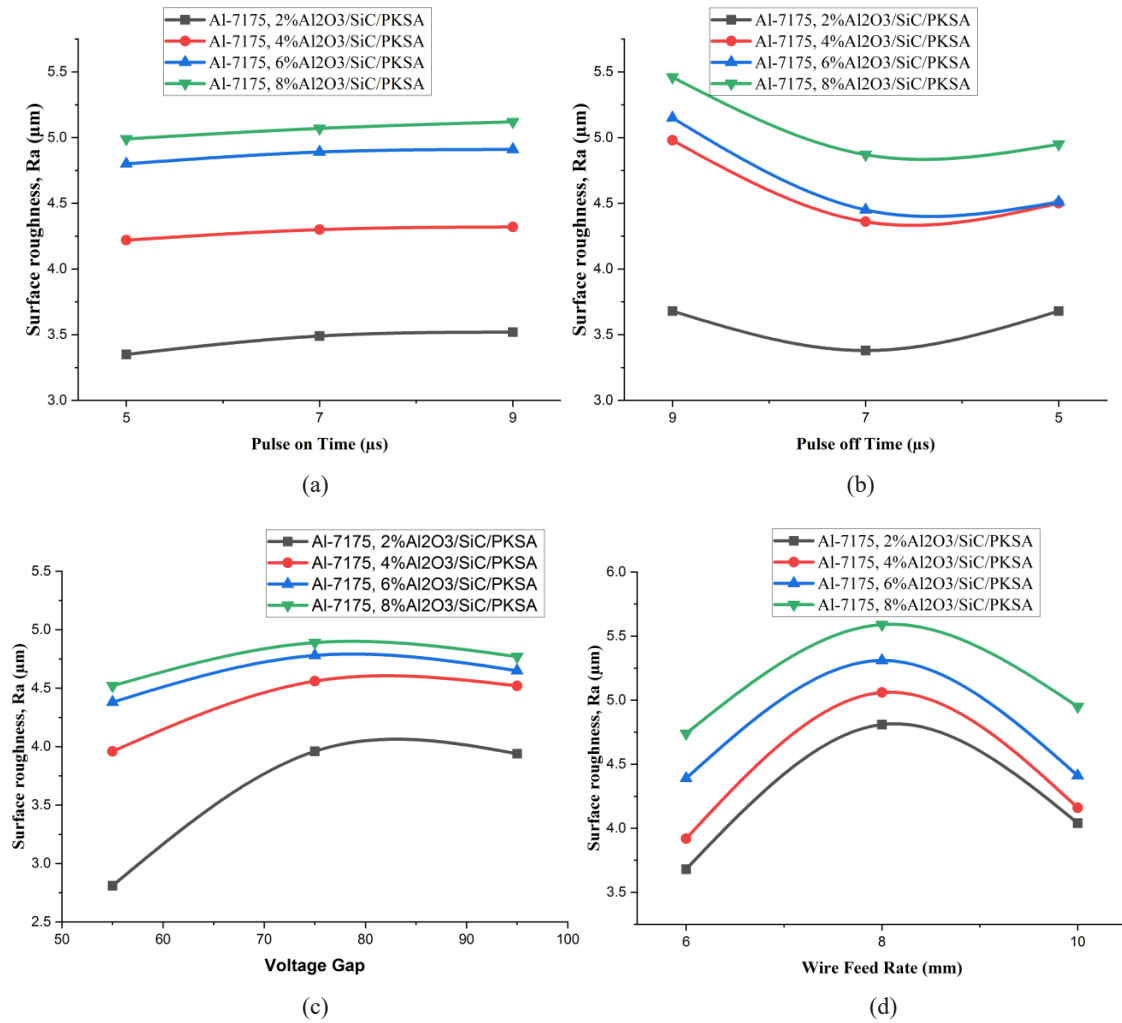 Al-7175, 2%Al2O3/SiC/PKSA
Al-7175, 4%Al2O3/SiC/PKSA
Al-7175, 6%Al2O3/SiC/PKSA
Al-7175, 8%Al2O3/SiC/PKSA
Surface roughness, Ra (µm)
5.5
5.0
4.5
4.0
3.5
3.0
5
7
9
Pulse on Time (µs)
(a)
Al-7175, 2%Al2O3/SiC/PKSA
Al-7175, 4%Al2O3/SiC/PKSA
Al-7175, 6%Al2O3/SiC/PKSA
Al-7175, 8%Al2O3/SiC/PKSA
Surface roughness, Ra (µm)
5.5
5.0
4.5
4.0
3.5
3.0
9
7
5
Pulse off Time (µs)
(b)
Al-7175, 2%Al2O3/SiC/PKSA
Al-7175, 4%Al2O3/SiC/PKSA
Al-7175, 6%Al2O3/SiC/PKSA
Al-7175, 8%Al2O3/SiC/PKSA
Surface roughness, Ra (µm)
5.5
5.0
4.5
4.0
3.5
3.0
2.5
50
60
70
80
90
100
Voltage Gap
(c)
Al-7175, 2%Al2O3/SiC/PKSA
Al-7175, 4%Al2O3/SiC/PKSA
Al-7175, 6%Al2O3/SiC/PKSA
Al-7175, 8%Al2O3/SiC/PKSA
Surface roughness, Ra (µm)
6.0
5.5
5.0
4.5
4.0
3.5
6
8
10
Wire Feed Rate (mm)
(d)